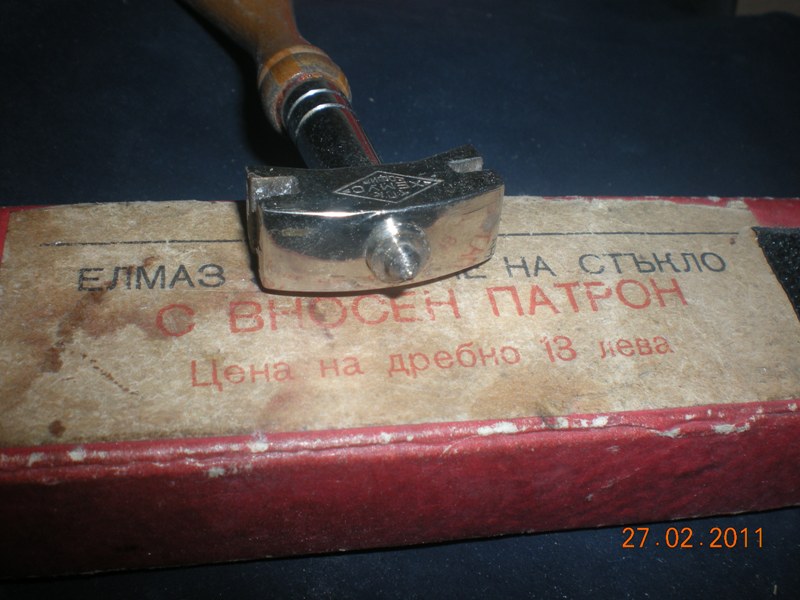 ЕЛМАЗ НА СТЪКЛО
С ВНОСЕН ПАТРОН
Цена на дребно 13 лева
27.02.2011